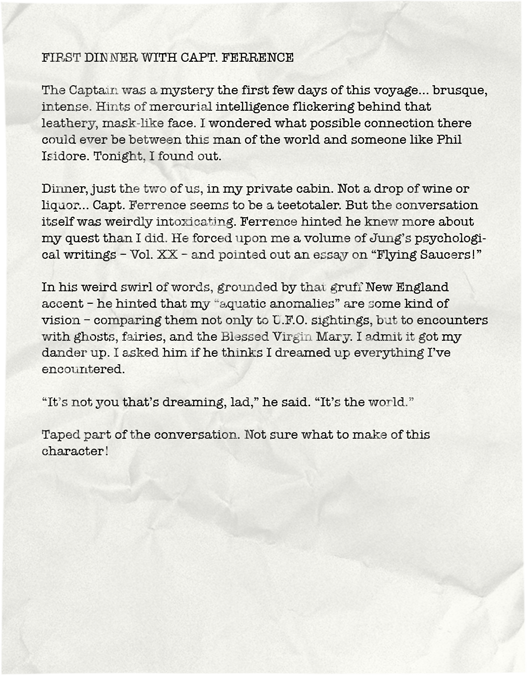 FIRST DINNER WITH CAPT. FERRENCE
The Captain was a mystery the first few days of this voyage... brusque,
intense. Hints of mercurial intelligence flickering behind that
leathery, mask-like face. I wondered what possible connection there
could ever be between this man of the world and someone like Phil
Isidore. Tonight, I found out.
Dinner, just the two of us, in my private cabin. Not a drop of wine or
liquor... Capt. Ferrence seems to be a teetotaler. But the conversation
itself was weirdly intoxicating. Ferrence hinted he knew more about
my quest than I did. He forced upon me a volume of Jung's psychologi-
cal writings – Vol. XX – and pointed out an essay on “Flying Saucers!”
In his weird swirl of words, grounded by that gruff New England
accent – he hinted that my “aquatic anomalies” are some kind of
vision – comparing them not only to U.F.O. sightings, but to encounters
with ghosts, fairies, and the Blessed Virgin Mary. I admit it got my
dander up. I asked him if he thinks I dreamed up everything I've
encountered.
“It's not you that's dreaming, lad,” he said. “It's the world.”
Taped part of the conversation. Not sure what to make of this
character!